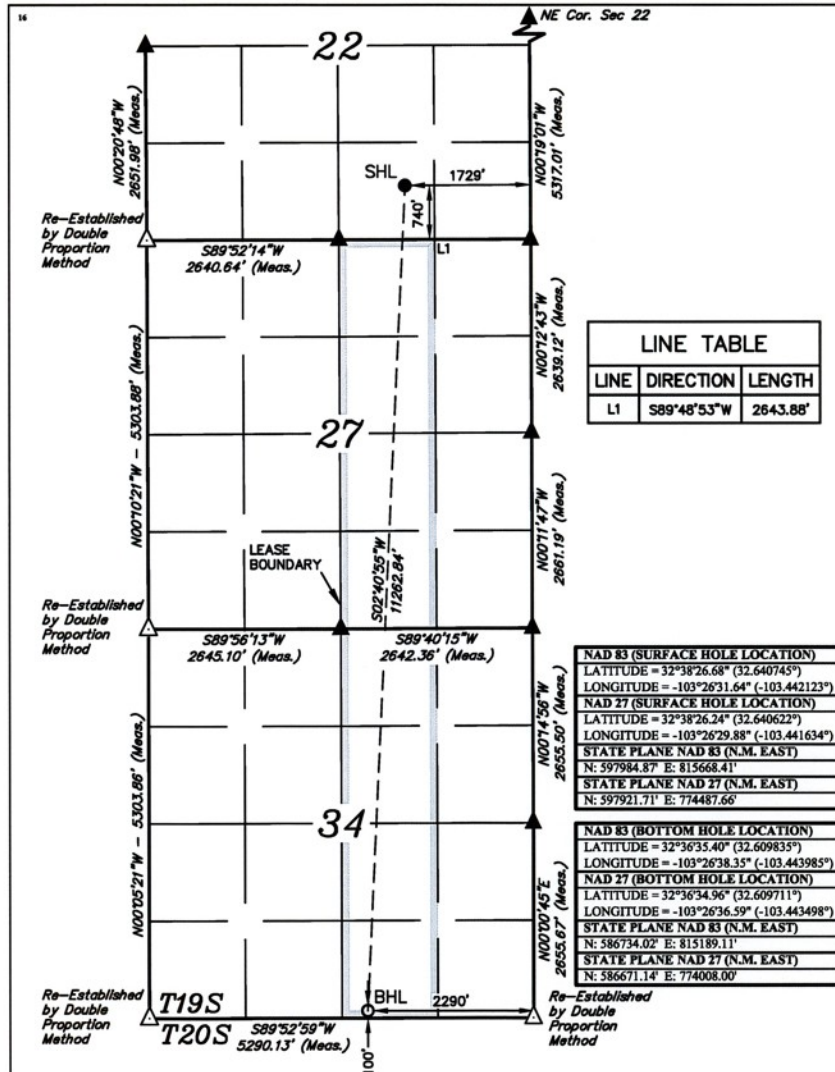 16
NE Cor. Sec 22
22
N00°20'48"W
2651.98' (Meas.)
N00°19'01"W
5317.01' (Meas.)
SHL
1729'
740'
Re-Established
by Double
Proportion
Method
S89°52'14"W
2640.64' (Meas.)
L1
N00°12'43"W
2639.12' (Meas.)
LINE TABLE
LINE DIRECTION LENGTH
L1 S89°48'53"W 2643.88'
N00°10'21"W - 5303.88' (Meas.)
27
N00°11'47"W
2661.19' (Meas.)
LEASE
BOUNDARY
S02°40'55"W
11262.84'
Re-Established
by Double
Proportion
Method
S89°56'13"W
2645.10' (Meas.)
S89°40'15"W
2642.36' (Meas.)
N00°14'56"W
2655.50' (Meas.)
NAD 83 (SURFACE HOLE LOCATION)
LATITUDE = 32°38'26.68" (32.640745°)
LONGITUDE = -103°26'31.64" (-103.442123°)
NAD 27 (SURFACE HOLE LOCATION)
LATITUDE = 32°38'26.24" (32.640622°)
LONGITUDE = -103°26'29.88" (-103.441634°)
STATE PLANE NAD 83 (N.M. EAST)
N: 597984.87' E: 815668.41'
STATE PLANE NAD 27 (N.M. EAST)
N: 597921.71' E: 774487.66'
34
N00°05'21"W - 5303.86' (Meas.)
N00°00'45"E
2655.67' (Meas.)
NAD 83 (BOTTOM HOLE LOCATION)
LATITUDE = 32°36'35.40" (32.609835°)
LONGITUDE = -103°26'38.35" (-103.443985°)
NAD 27 (BOTTOM HOLE LOCATION)
LATITUDE = 32°36'34.96" (32.609711°)
LONGITUDE = -103°26'36.59" (-103.443498°)
STATE PLANE NAD 83 (N.M. EAST)
N: 586734.02' E: 815189.11'
STATE PLANE NAD 27 (N.M. EAST)
N: 586671.14' E: 774008.00'
Re-Established
by Double
Proportion
Method
T19S
T20S
S89°52'59"W
5290.13' (Meas.)
BHL
2290'
100'
Re-Established
by Double
Proportion
Method